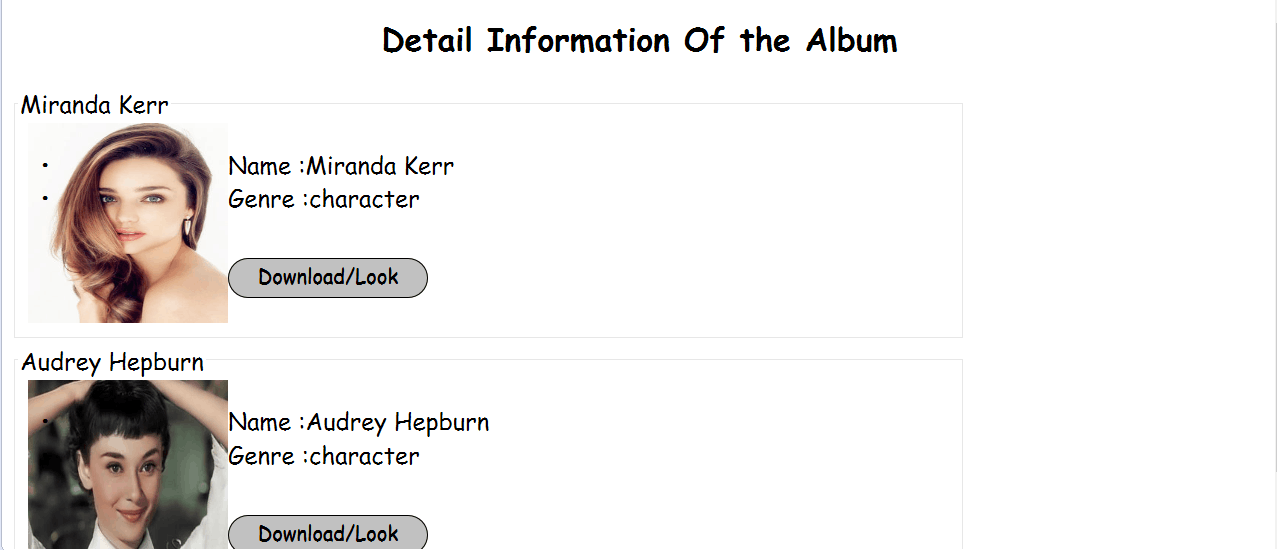 Detail Information Of the Album
Miranda Kerr
Name :Miranda Kerr
Genre :character
Download/Look
Audrey Hepburn
Name :Audrey Hepburn
Genre :character
Download/Look